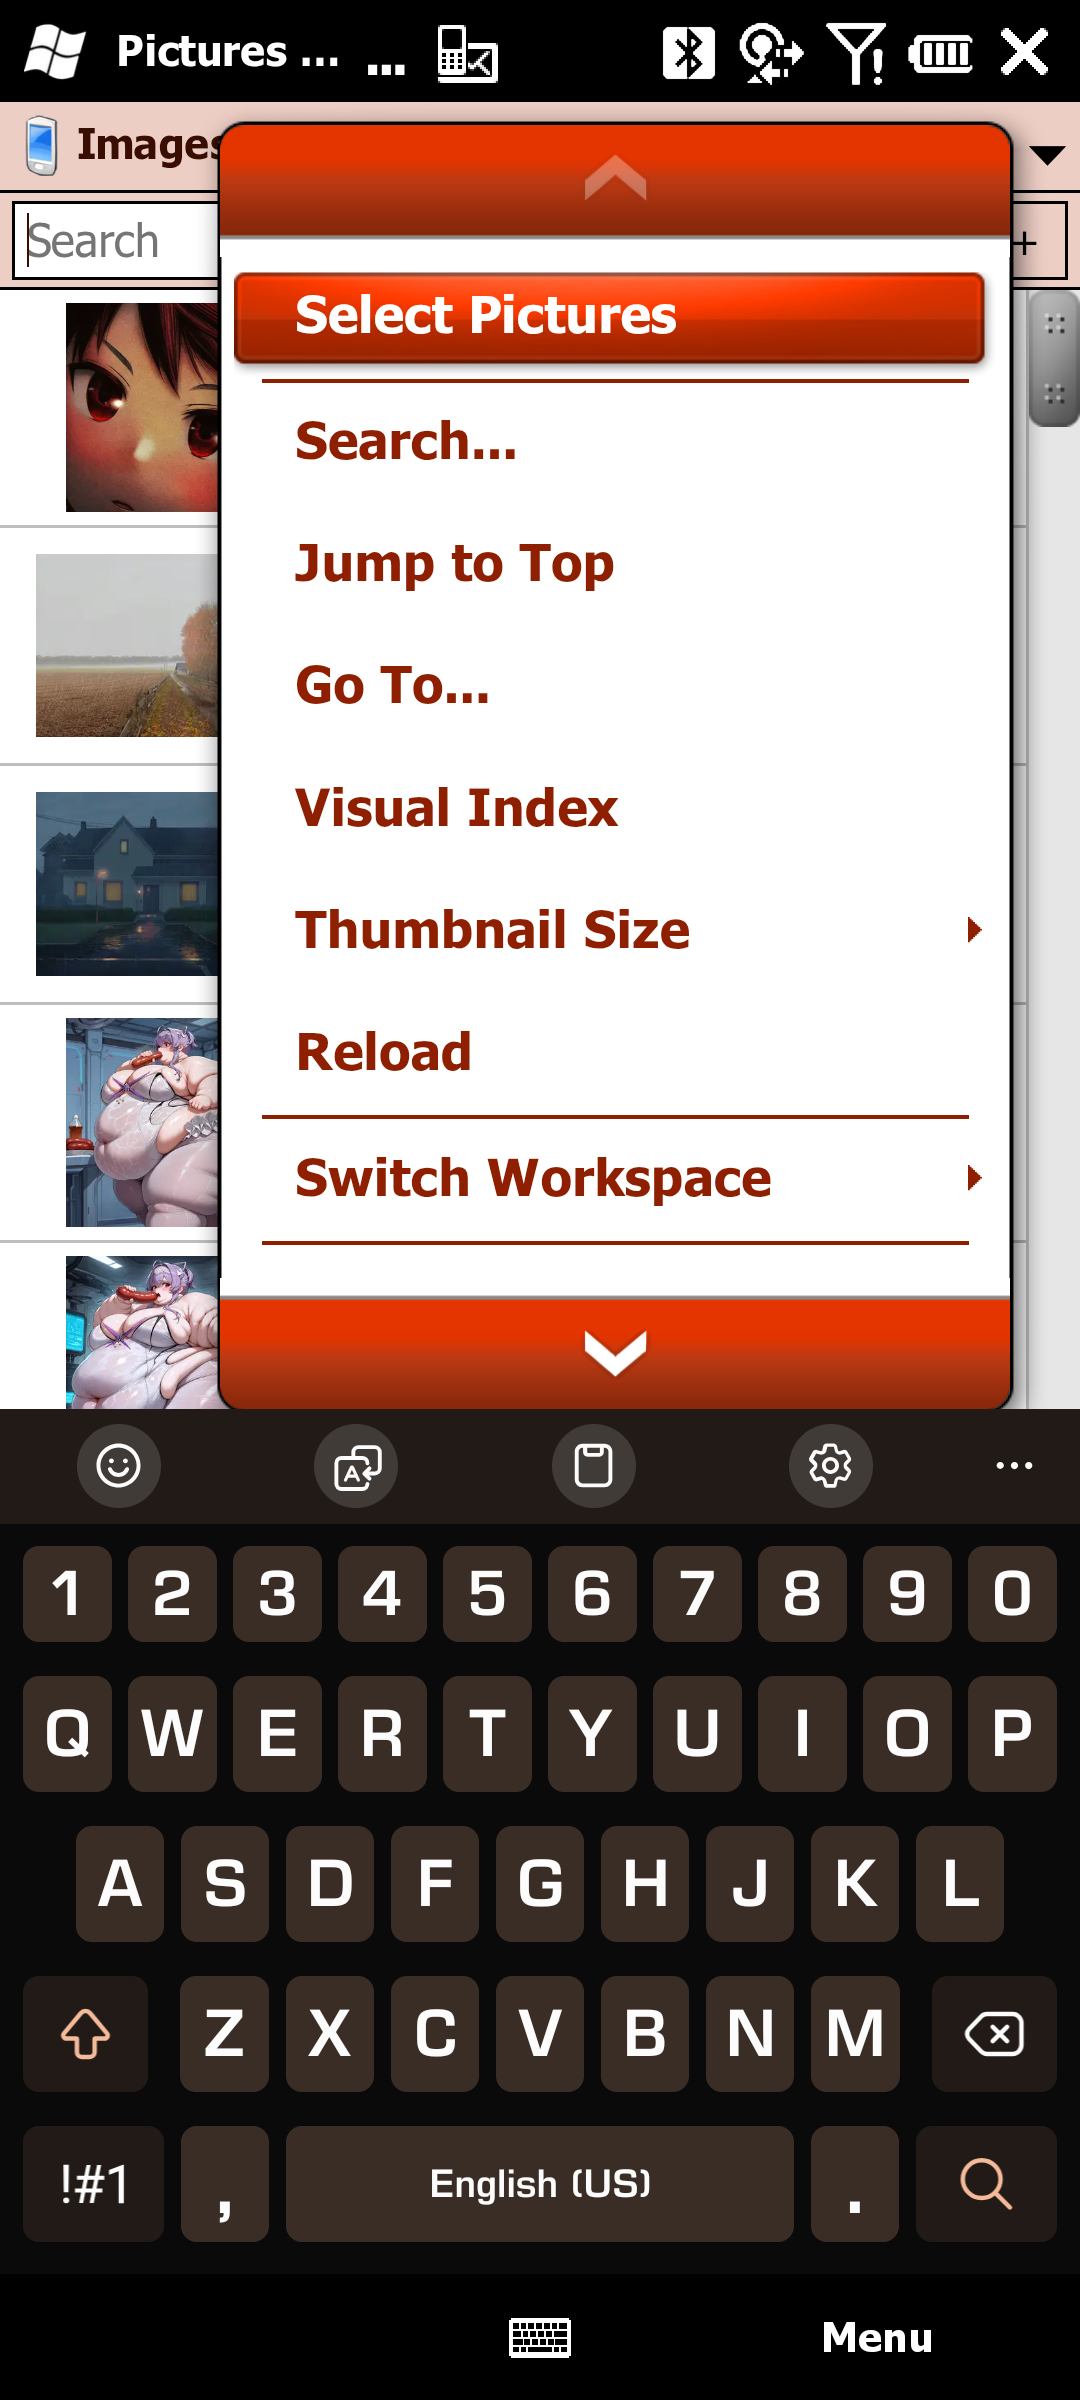 Pictures ... ...
Images
Search
+
Select Pictures
Search...
Jump to Top
Go To...
Visual Index
Thumbnail Size
Reload
Switch Workspace
1 2 3 4 5 6 7 8 9 0
Q W E R T Y U I O P
A S D F G H J K L
Z X C V B N M
!#1 , English (US) .
Menu